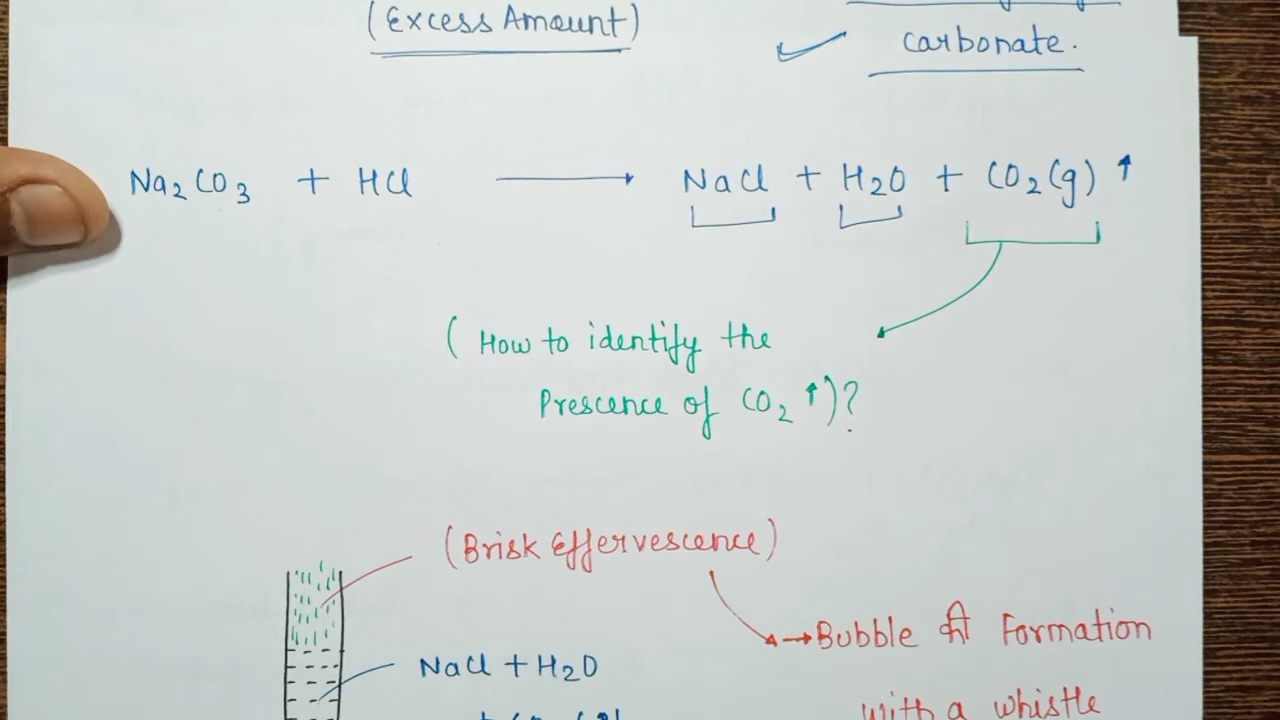 (Excess Amount)
carbonate.
Na₂CO₃ + HCl → NaCl + H₂O + CO₂(g) ↑
( How to identify the
Prescence of CO₂ ↑)?
(Brisk Effervescence)
→Bubble की Formation
NaCl + H₂O
with a whistle